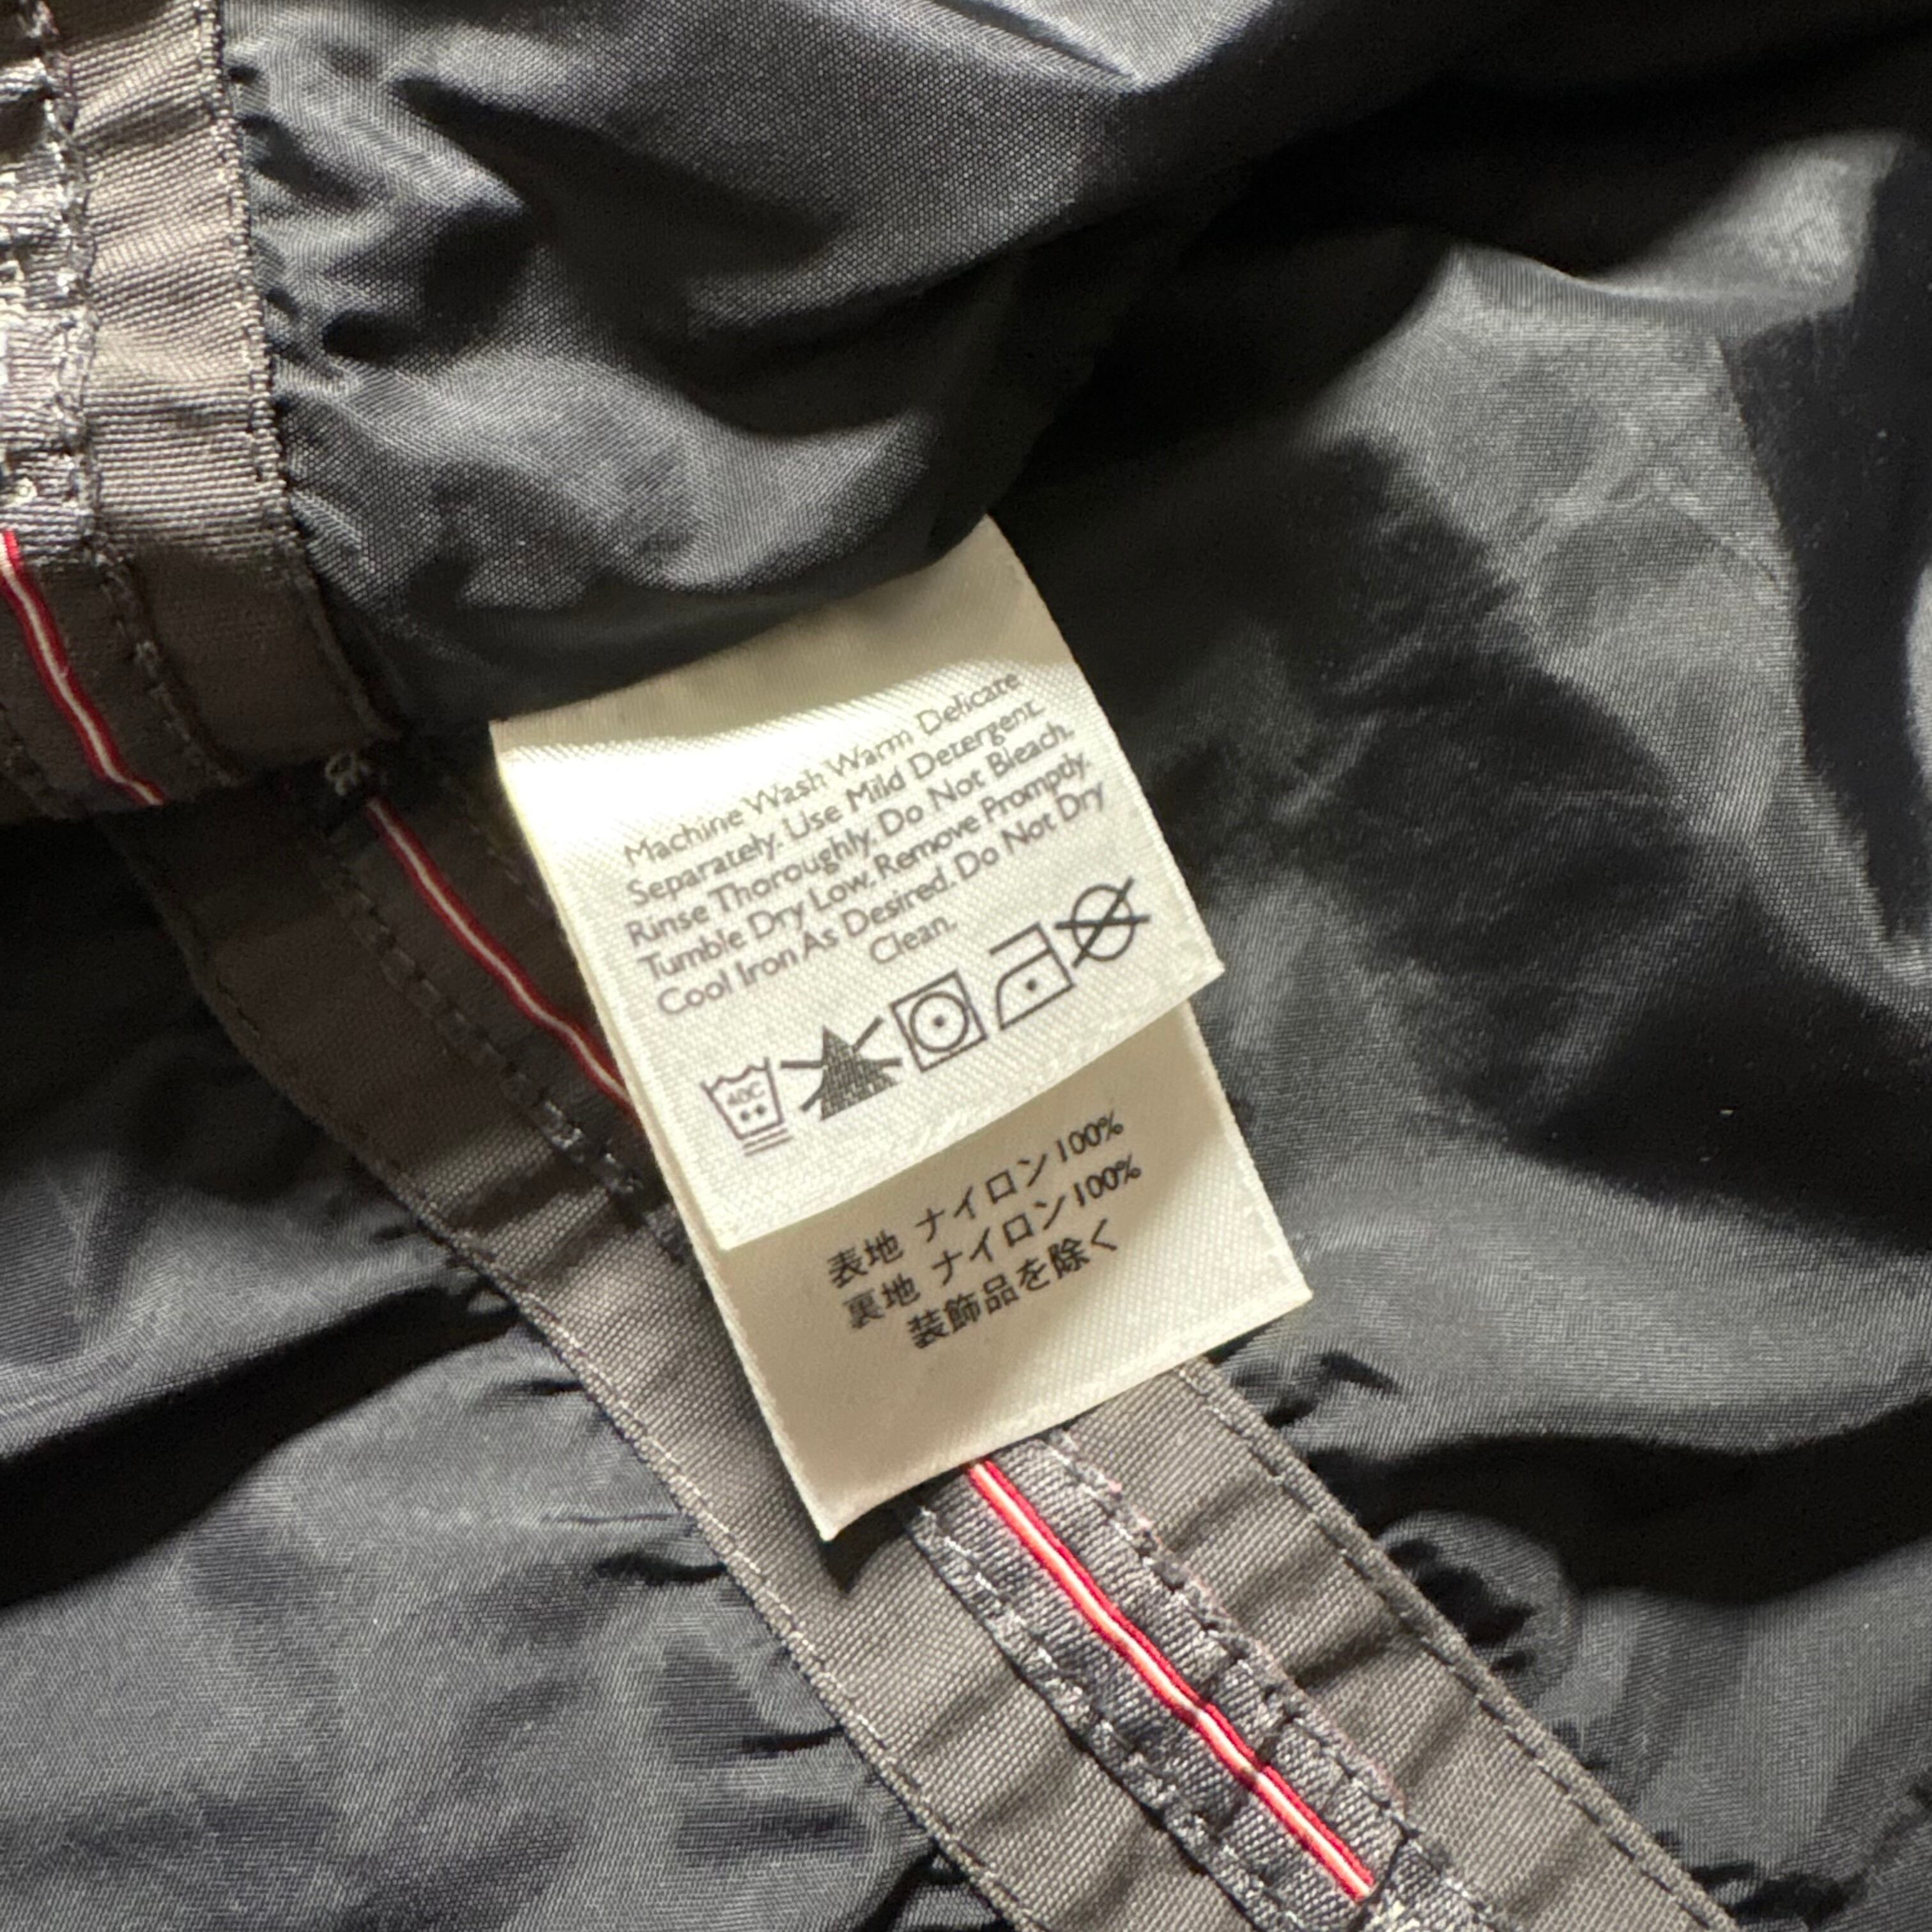 Machine Wash Warm Delicate
Separately. Use Mild Detergent.
Rinse Thoroughly. Do Not Bleach.
Tumble Dry Low. Remove Promptly.
Cool Iron As Desired. Do Not Dry
Clean.
40C
表地 ナイロン100%
裏地 ナイロン100%
装飾品を除く